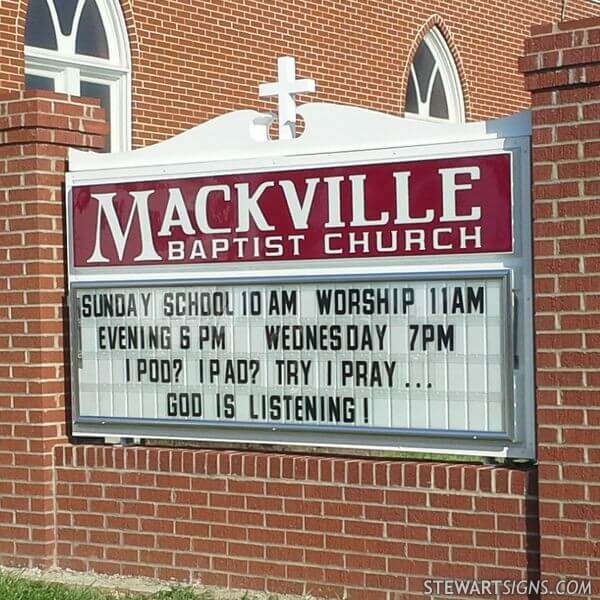 MACKVILLE
BAPTIST CHURCH
SUNDAY SCHOOL 10 AM WORSHIP 11AM
EVENING 6 PM WEDNESDAY 7PM
I POD? I PAD? TRY I PRAY...
GOD IS LISTENING!
STEWARTSIGNS.COM